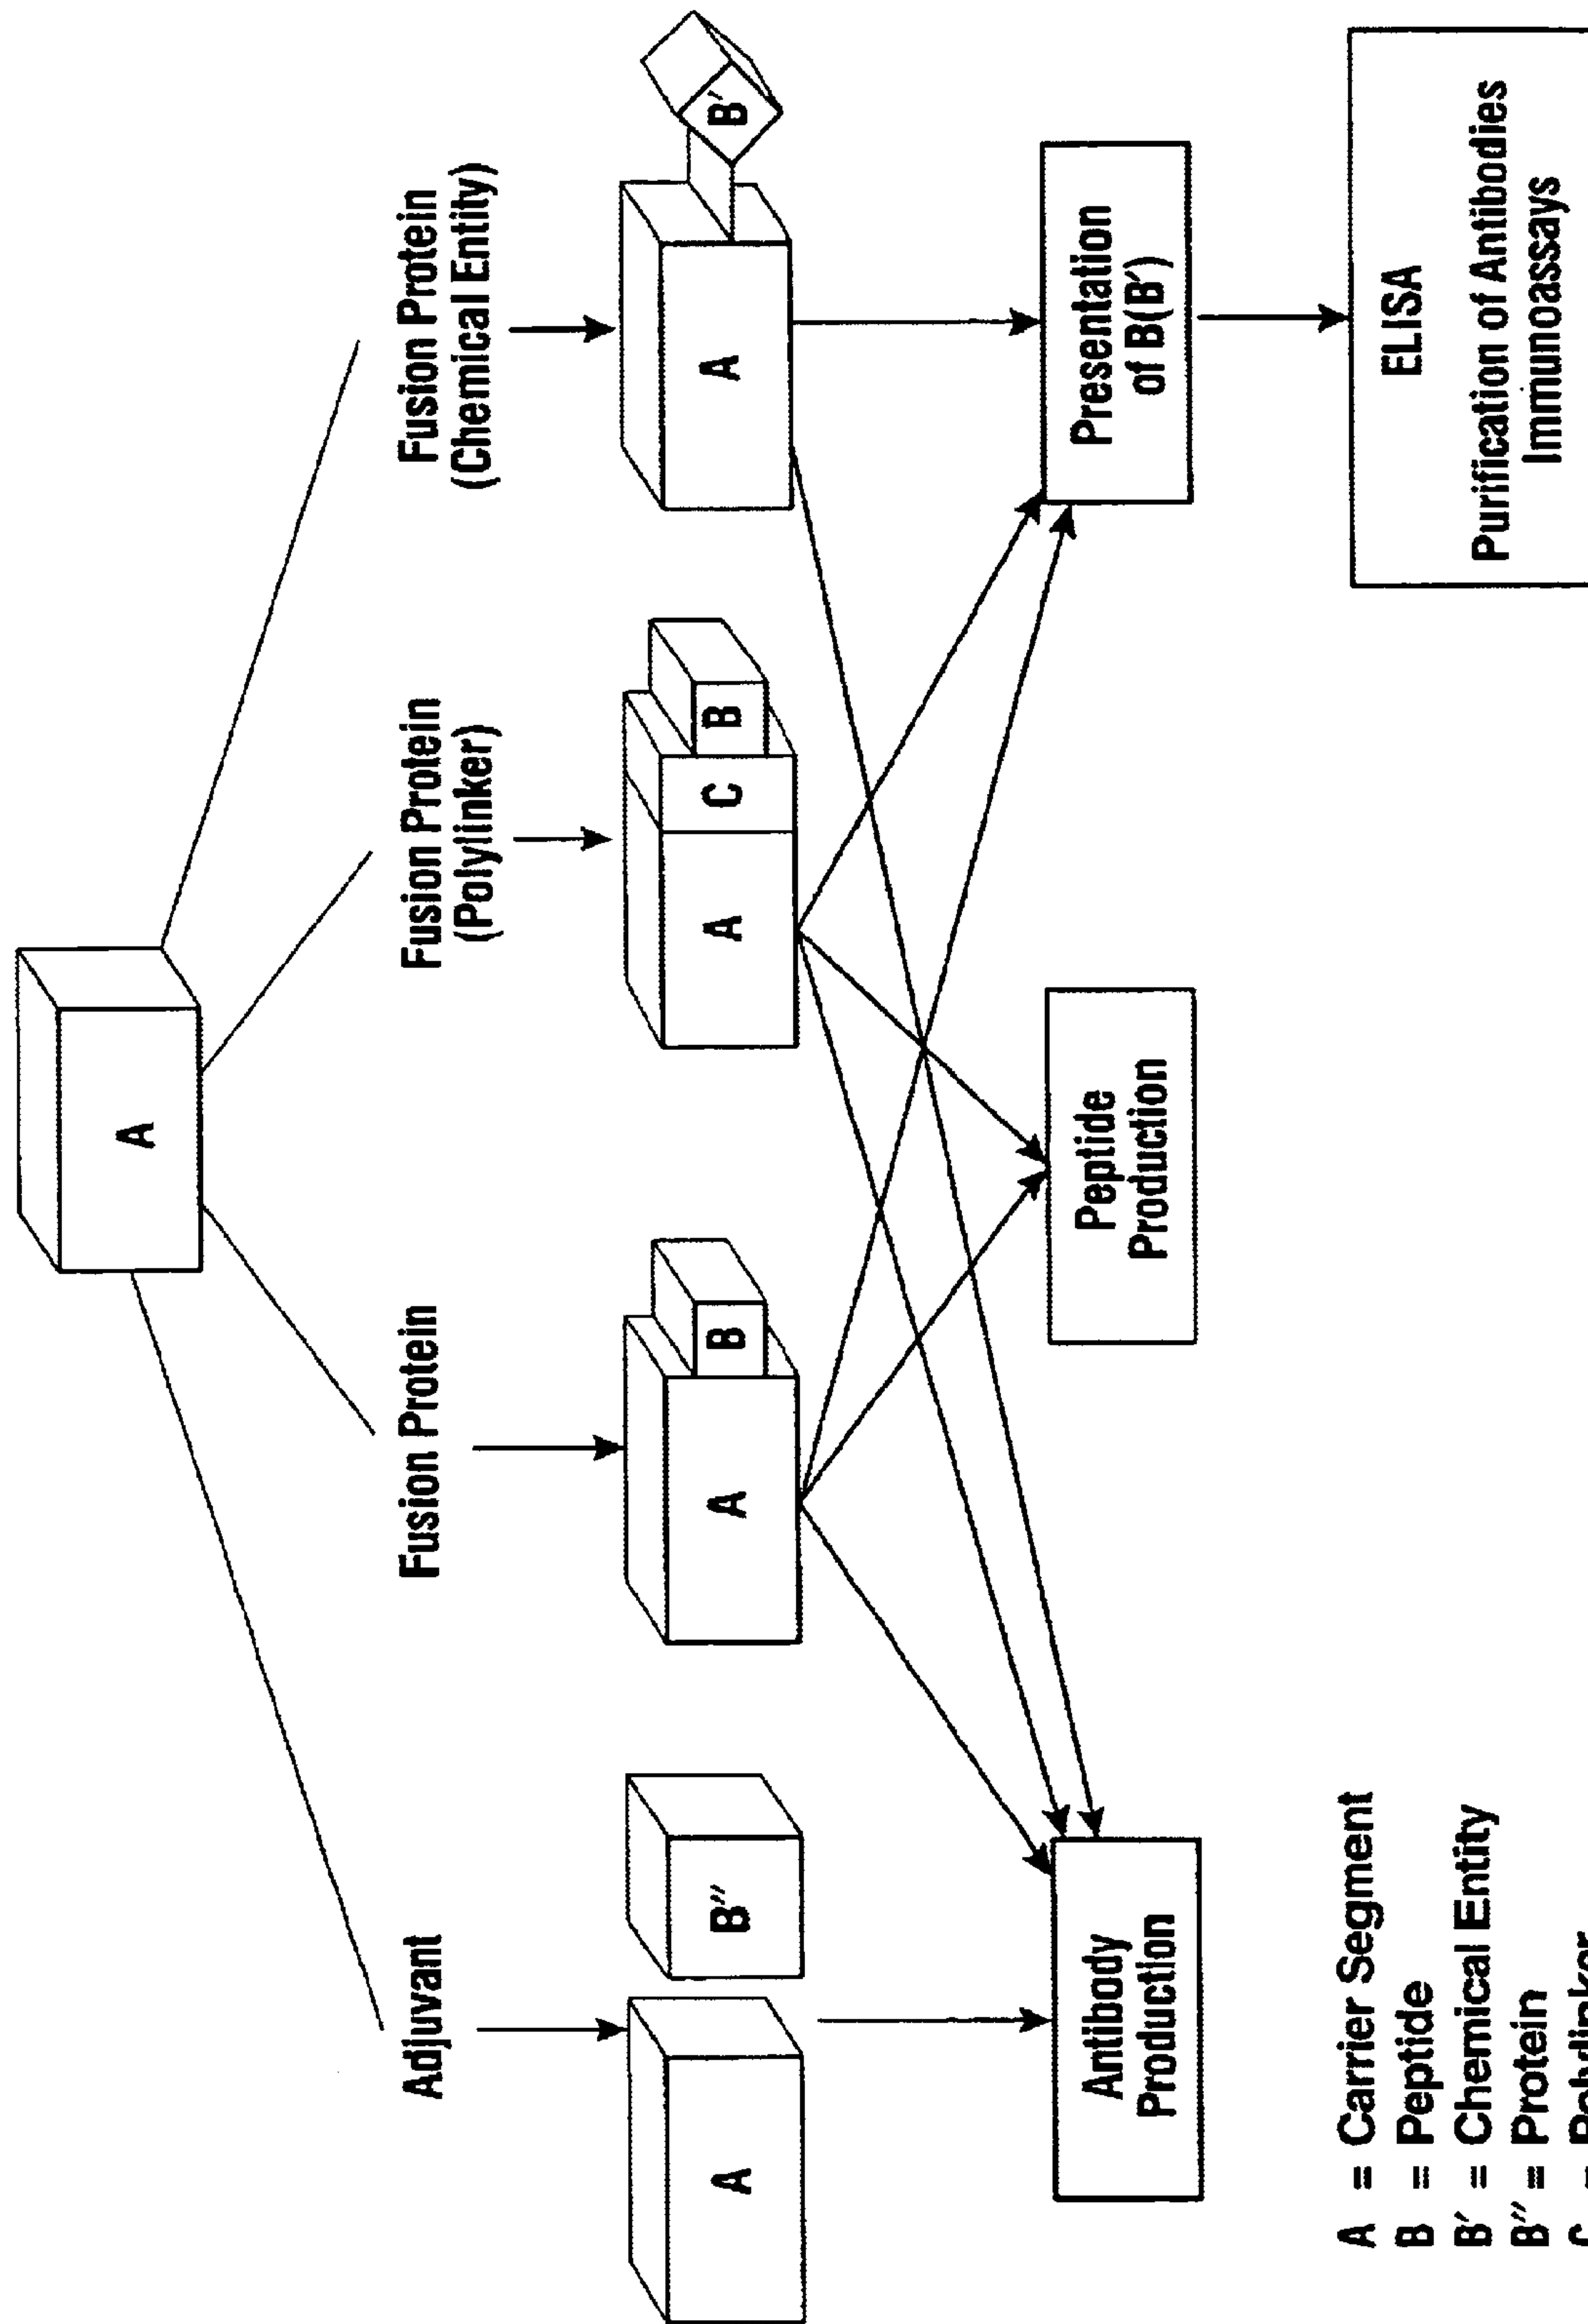 A
Adjuvant
Fusion Protein
Fusion Protein
(Polylinker)
Fusion Protein
(Chemical Entity)
A
B″
A
B
A
C
B
A
B′
Antibody
Production
Peptide
Production
Presentation
of B(B′)
ELISA
Purification of Antibodies
Immunoassays
A = Carrier Segment
B = Peptide
B′ = Chemical Entity
B″ = Protein
C = Polylinker